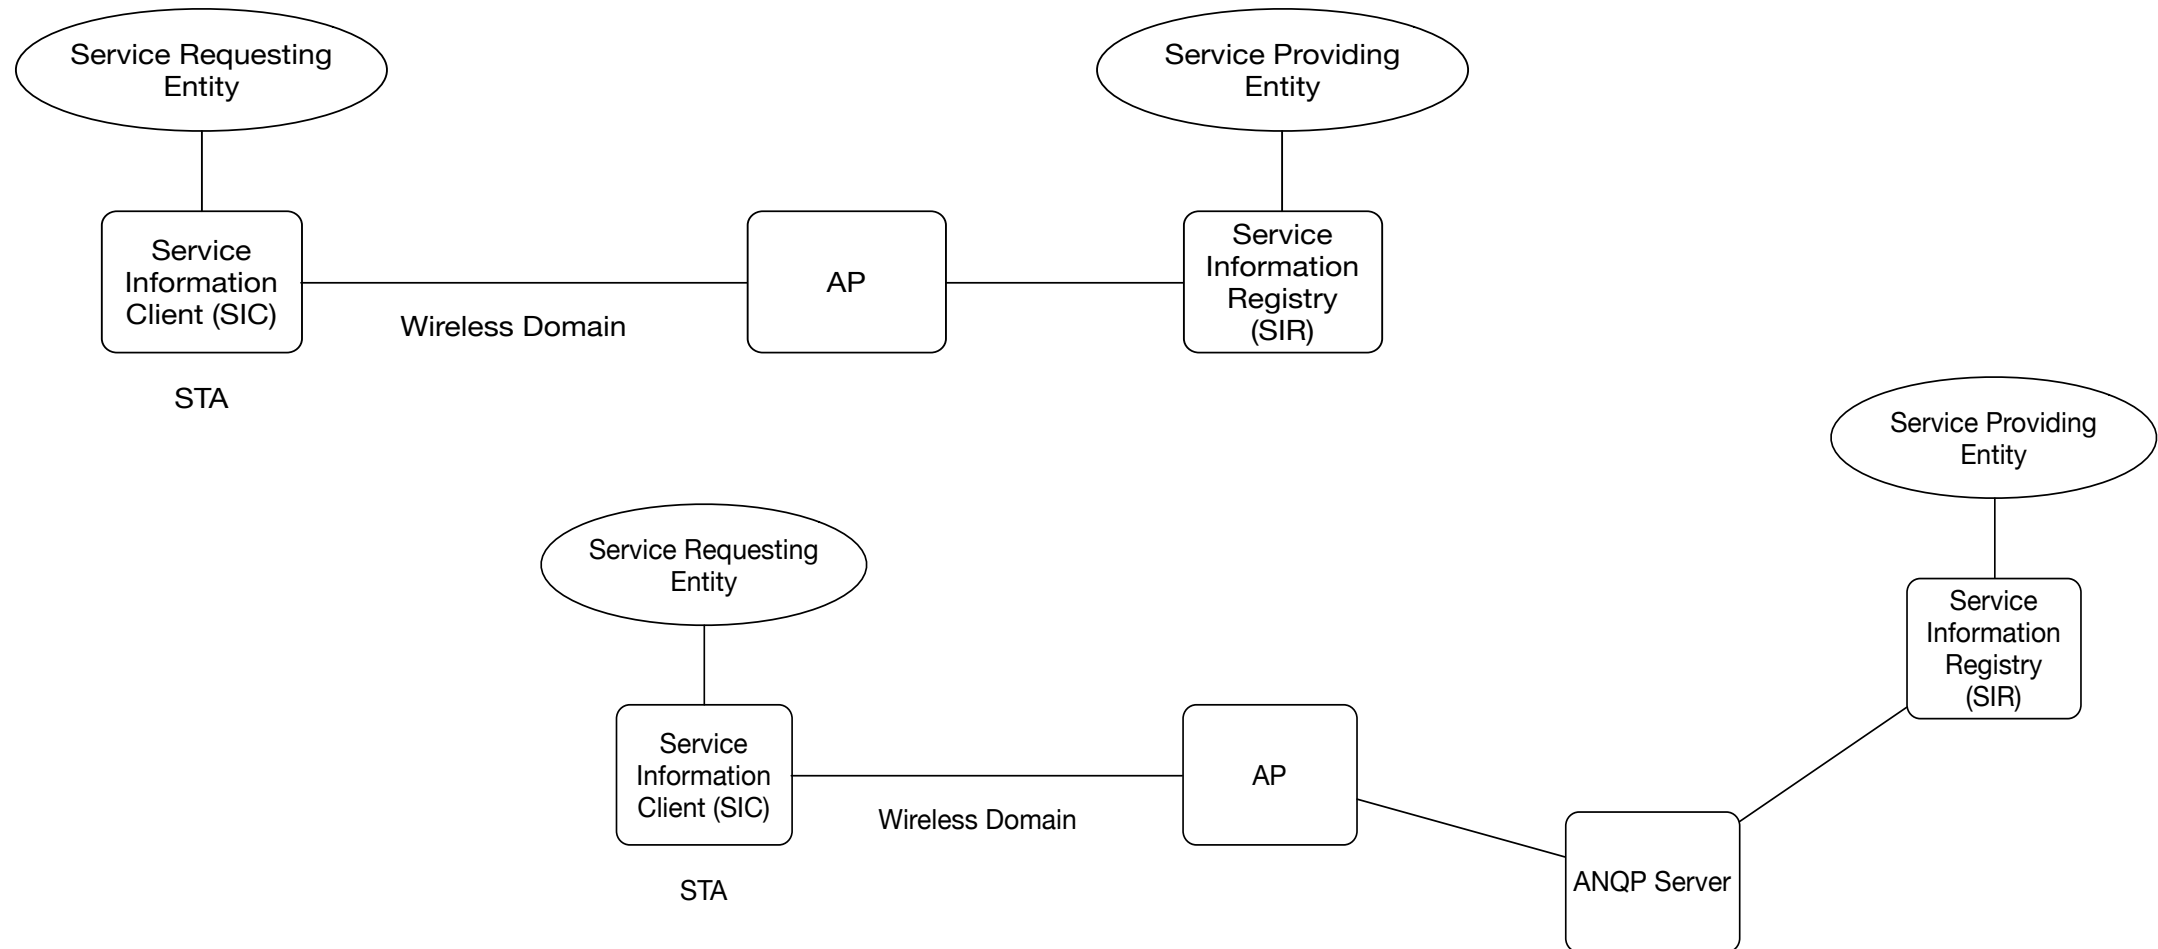 Service Requesting
Entity
Service Providing
Entity
Service
Information
Client (SIC)
Wireless Domain
AP
Service
Information
Registry
(SIR)
STA
Service Providing
Entity
Service Requesting
Entity
Service
Information
Registry
(SIR)
Service
Information
Client (SIC)
Wireless Domain
AP
ANQP Server
STA